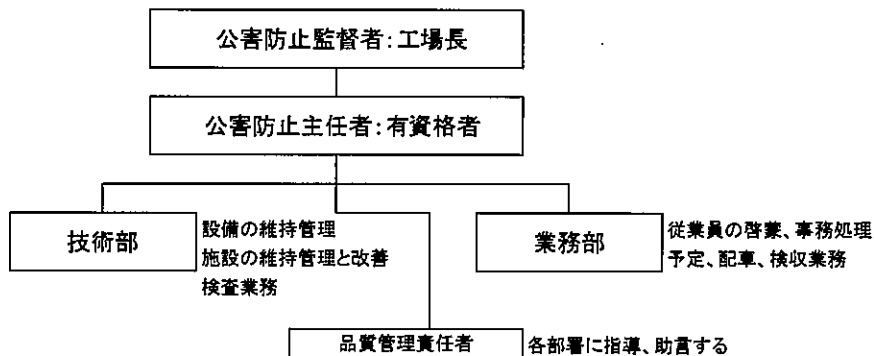 公害防止監督者:工場長
公害防止主任者:有資格者
技術部
設備の維持管理
施設の維持管理と改善
検査業務
業務部
従業員の啓蒙、事務処理
予定、配車、検収業務
品質管理責任者
各部署に指導、助言する